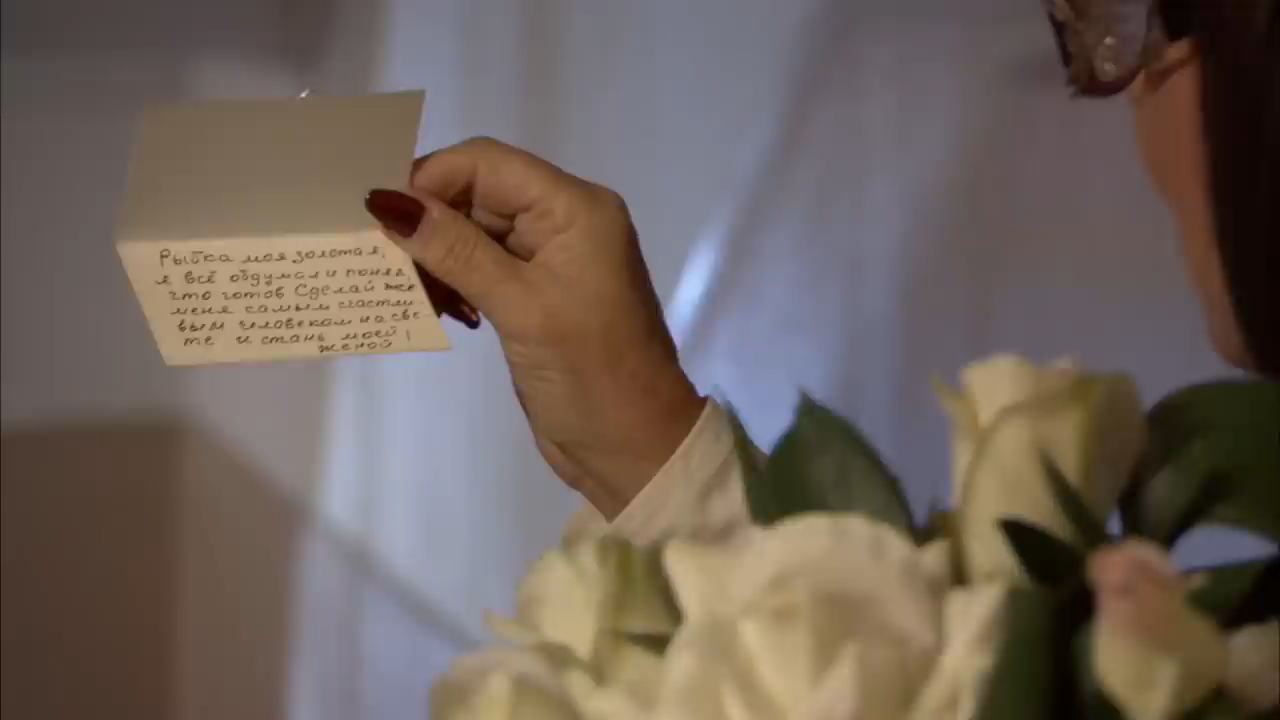 Рыбка моя золотая,
я всё обдумал и понял,
что готов Сделай же
меня самым счастли-
вым человеком на све-
те и стань моей
женой!